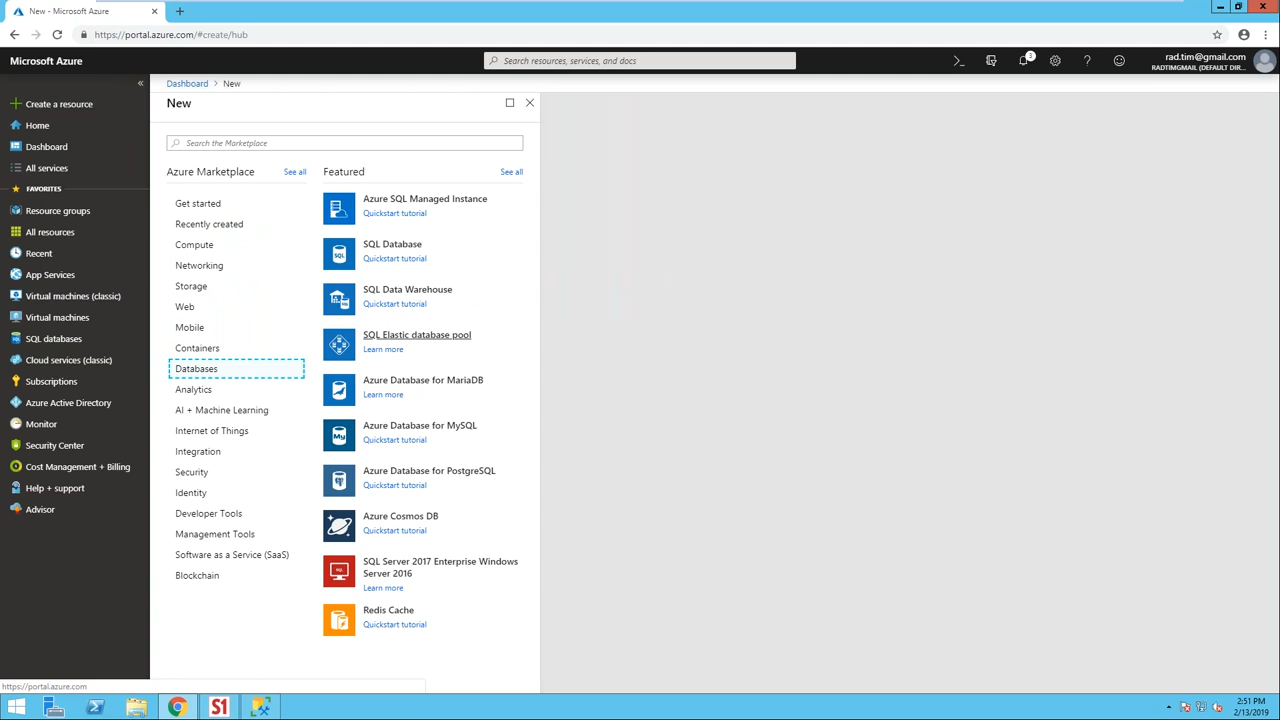 New - Microsoft Azure
https://portal.azure.com/#create/hub
Microsoft Azure
Search resources, services, and docs
3
rad.tim@gmail.com
RADTIMGMAIL (DEFAULT DIR...
Create a resource
Home
Dashboard
All services
FAVORITES
Resource groups
All resources
Recent
App Services
Virtual machines (classic)
Virtual machines
SQL databases
Cloud services (classic)
Subscriptions
Azure Active Directory
Monitor
Security Center
Cost Management + Billing
Help + support
Advisor
Dashboard > New
New
Search the Marketplace
Azure Marketplace
See all
Get started
Recently created
Compute
Networking
Storage
Web
Mobile
Containers
Databases
Analytics
AI + Machine Learning
Internet of Things
Integration
Security
Identity
Developer Tools
Management Tools
Software as a Service (SaaS)
Blockchain
Featured
See all
Azure SQL Managed Instance
Quickstart tutorial
SQL
SQL Database
Quickstart tutorial
SQL Data Warehouse
Quickstart tutorial
SQL Elastic database pool
Learn more
Azure Database for MariaDB
Learn more
My
Azure Database for MySQL
Quickstart tutorial
Azure Database for PostgreSQL
Quickstart tutorial
Azure Cosmos DB
Quickstart tutorial
SQL
SQL Server 2017 Enterprise Windows
Server 2016
Learn more
Redis Cache
Quickstart tutorial
https://portal.azure.com
S1
2:51 PM
2/13/2019